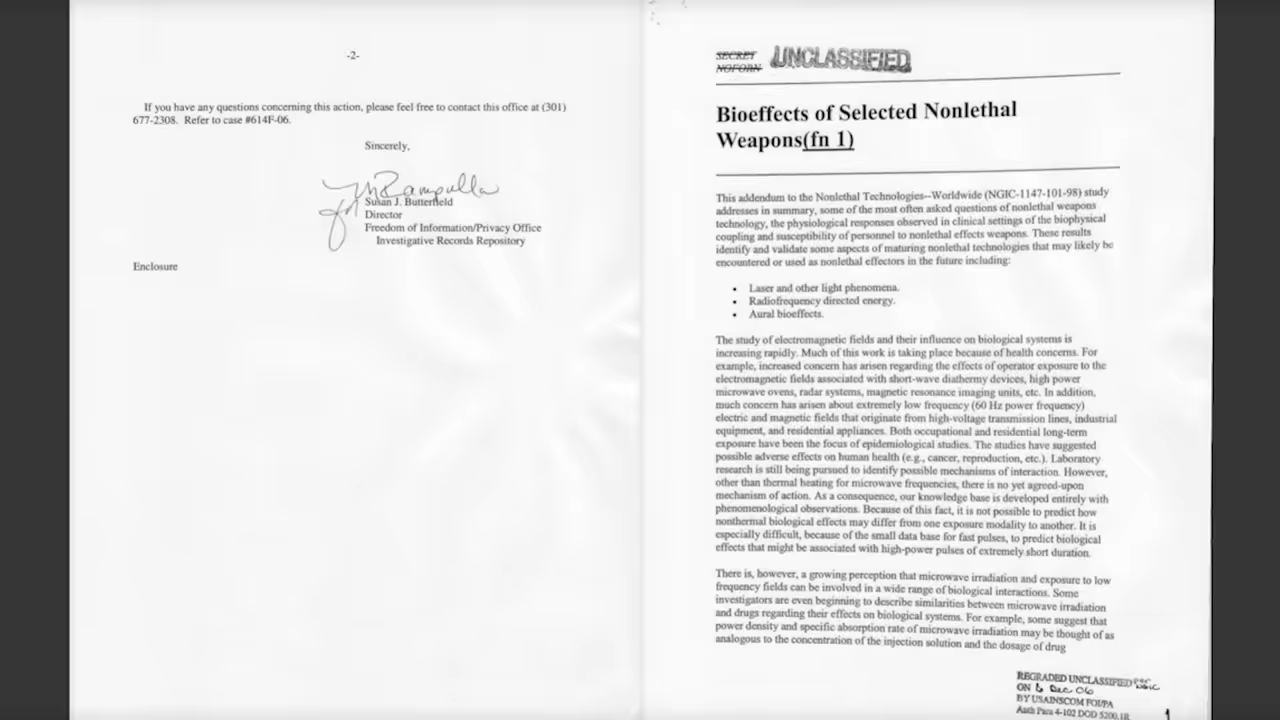 -2-
If you have any questions concerning this action, please feel free to contact this office at (301)
677-2308. Refer to case #614F-06.
Sincerely,
Susan J. Butterfield
Director
Freedom of Information/Privacy Office
Investigative Records Repository
Enclosure
SECRET
NOFORN
UNCLASSIFIED
Bioeffects of Selected Nonlethal
Weapons(fn 1)
This addendum to the Nonlethal Technologies--Worldwide (NGIC-1147-101-98) study
addresses in summary, some of the most often asked questions of nonlethal weapons
technology, the physiological responses observed in clinical settings of the biophysical
coupling and susceptibility of personnel to nonlethal effects weapons. These results
identify and validate some aspects of maturing nonlethal technologies that may likely be
encountered or used as nonlethal effectors in the future including:
• Laser and other light phenomena.
• Radiofrequency directed energy.
• Aural bioeffects.
The study of electromagnetic fields and their influence on biological systems is
increasing rapidly. Much of this work is taking place because of health concerns. For
example, increased concern has arisen regarding the effects of operator exposure to the
electromagnetic fields associated with short-wave diathermy devices, high power
microwave ovens, radar systems, magnetic resonance imaging units, etc. In addition,
much concern has arisen about extremely low frequency (60 Hz power frequency)
electric and magnetic fields that originate from high-voltage transmission lines, industrial
equipment, and residential appliances. Both occupational and residential long-term
exposure have been the focus of epidemiological studies. The studies have suggested
possible adverse effects on human health (e.g., cancer, reproduction, etc.). Laboratory
research is still being pursued to identify possible mechanisms of interaction. However,
other than thermal heating for microwave frequencies, there is no yet agreed-upon
mechanism of action. As a consequence, our knowledge base is developed entirely with
phenomenological observations. Because of this fact, it is not possible to predict how
nonthermal biological effects may differ from one exposure modality to another. It is
especially difficult, because of the small data base for fast pulses, to predict biological
effects that might be associated with high-power pulses of extremely short duration.
There is, however, a growing perception that microwave irradiation and exposure to low
frequency fields can be involved in a wide range of biological interactions. Some
investigators are even beginning to describe similarities between microwave irradiation
and drugs regarding their effects on biological systems. For example, some suggest that
power density and specific absorption rate of microwave irradiation may be thought of as
analogous to the concentration of the injection solution and the dosage of drug
REGRADED UNCLASSIFIED
ON 6 Dec 06
BY USAINSCOM FOI/PA
Auth Para 4-102 DOD 5200.1R
1